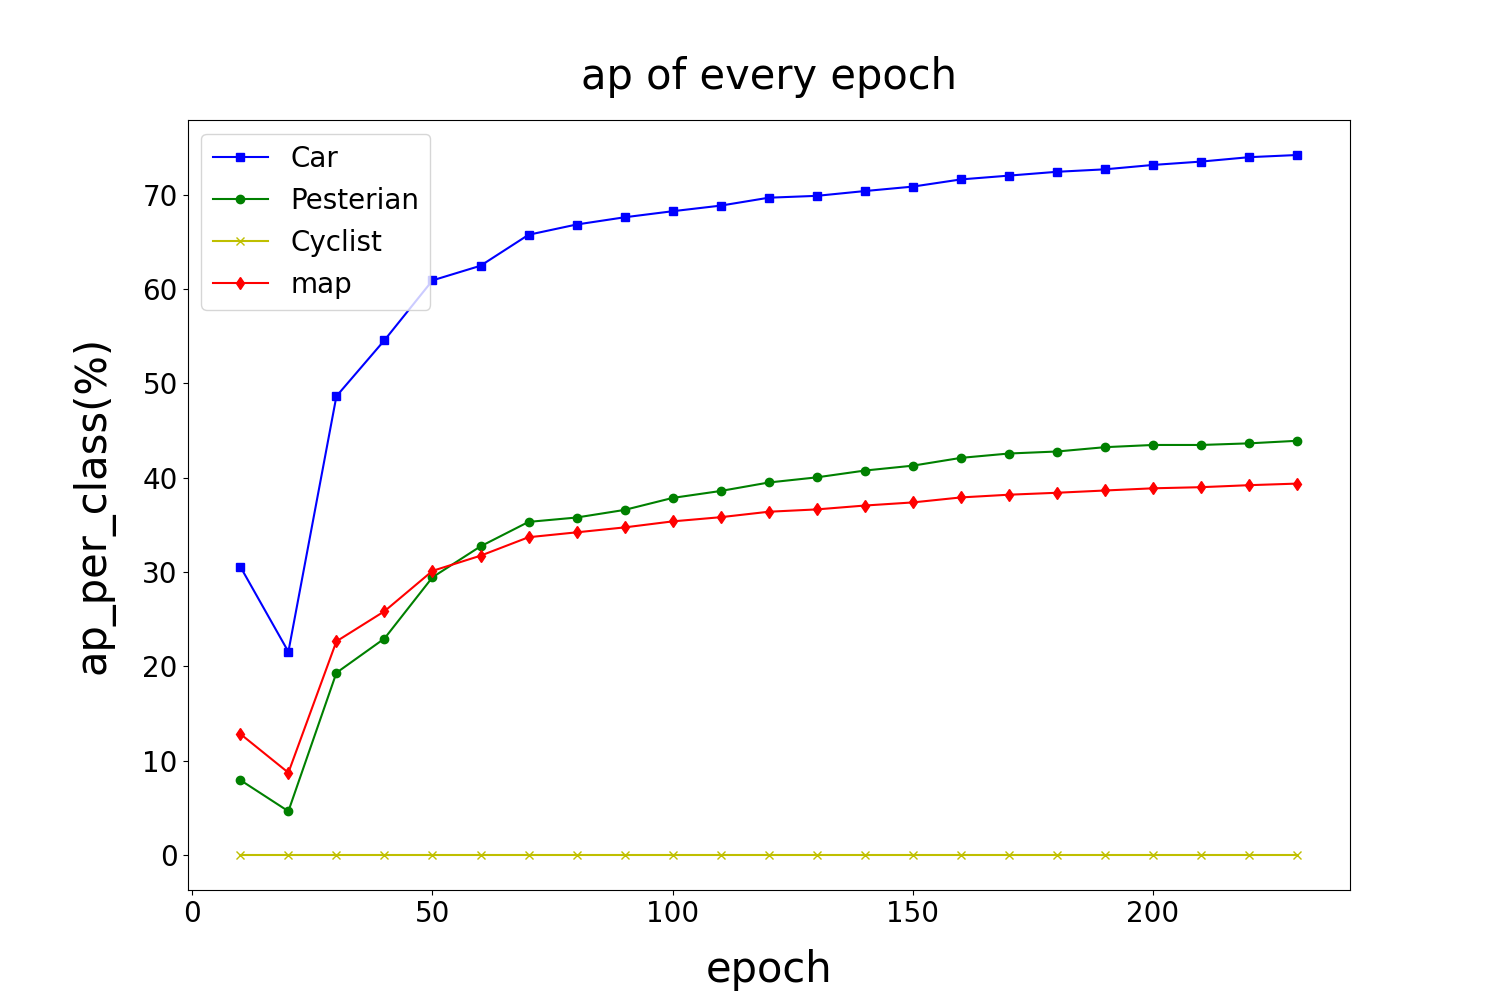 ap of every epoch
Car
Pesterian
Cyclist
map
ap_per_class(%)
70
60
50
40
30
20
10
0
0 50 100 150 200
epoch